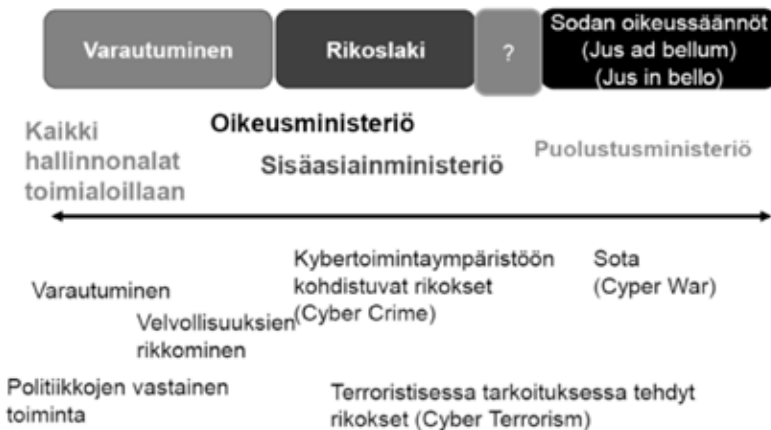 Varautuminen
Rikoslaki
?
Sodan oikeussäännöt
(Jus ad bellum)
(Jus in bello)
Kaikki
hallinnonalat
toimialoillaan
Oikeusministeriö
Sisäasiainministeriö
Puolustusministeriö
Varautuminen
Velvollisuuksien
rikkominen
Kybertoimintaympäristöön
kohdistuvat rikokset
(Cyber Crime)
Sota
(Cyper War)
Politiikkojen vastainen
toiminta
Terroristisessa tarkoituksessa tehdyt
rikokset (Cyber Terrorism)